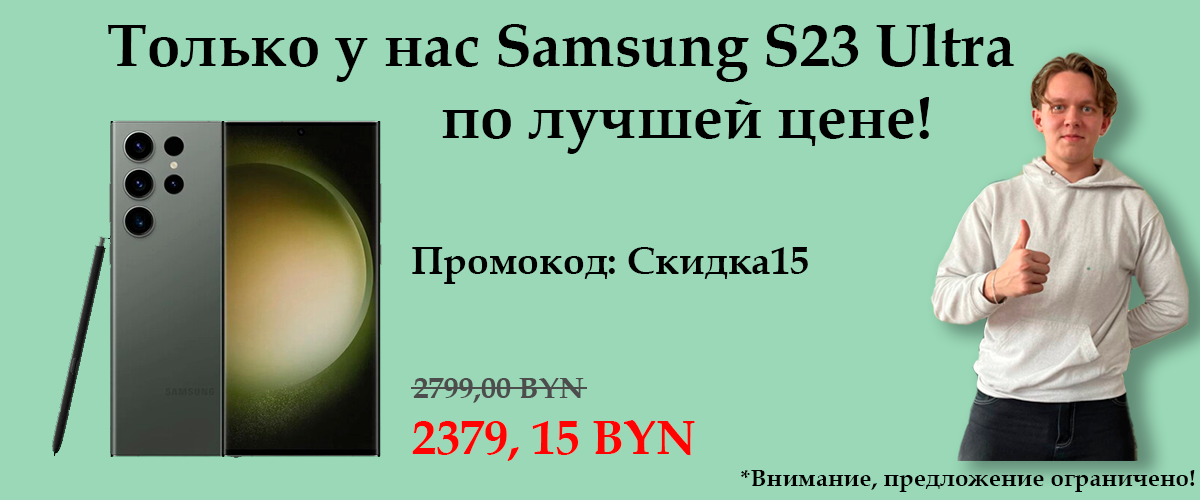 Только у нас Samsung S23 Ultra
по лучшей цене!
Промокод: Скидка15
SAMSUNG
2799,00 BYN
2379, 15 BYN
*Внимание, предложение ограничено!